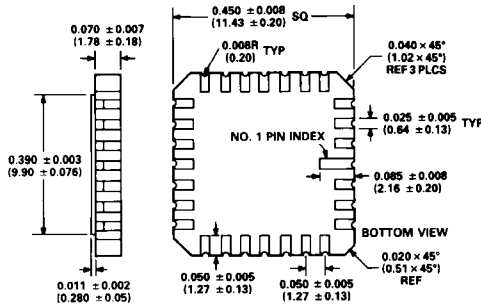 0.450 ±0.008 SQ
(11.43 ±0.20)
0.070 ±0.007
(1.78 ±0.18)
0.008R TYP
(0.20)
0.040 × 45°
(1.02 × 45°)
REF 3 PLCS
0.025 ±0.005 TYP
(0.64 ±0.13)
NO. 1 PIN INDEX
0.390 ±0.003
(9.90 ±0.076)
0.085 ±0.008
(2.16 ±0.20)
BOTTOM VIEW
0.020 × 45°
(0.51 × 45°)
REF
0.011 ±0.002
(0.280 ±0.05)
0.050 ±0.005
(1.27 ±0.13)
0.050 ±0.005
(1.27 ±0.13)